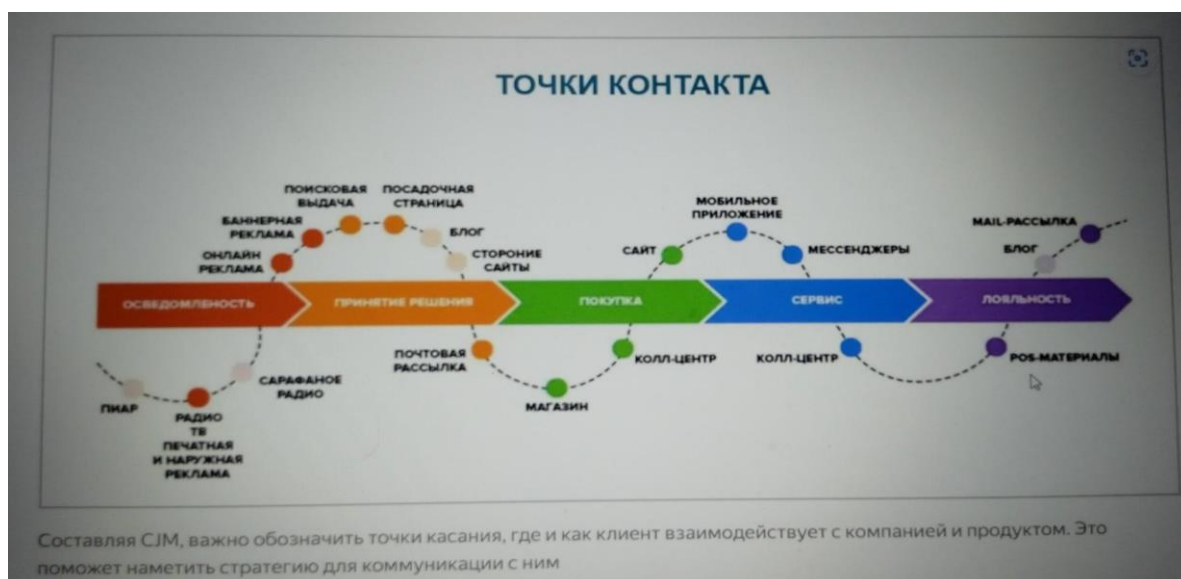 ТОЧКИ КОНТАКТА
ПОИСКОВАЯ
ВЫДАЧА
ПОСАДОЧНАЯ
СТРАНИЦА
БАННЕРНАЯ
РЕКЛАМА
БЛОГ
ОНЛАЙН
РЕКЛАМА
СТОРОНИЕ
САЙТЫ
САЙТ
МОБИЛЬНОЕ
ПРИЛОЖЕНИЕ
МЕССЕНДЖЕРЫ
MAIL-РАССЫЛКА
БЛОГ
ОСВЕДОМЛЕНОСТЬ
ПРИНЯТИЕ РЕШЕНИЯ
ПОКУПКА
СЕРВИС
ЛОЯЛЬНОСТЬ
ПИАР
РАДИО
ТВ
ПЕЧАТНАЯ
И НАРУЖНАЯ
РЕКЛАМА
САРАФАНОЕ
РАДИО
ПОЧТОВАЯ
РАССЫЛКА
МАГАЗИН
КОЛЛ-ЦЕНТР
КОЛЛ-ЦЕНТР
POS-МАТЕРИАЛЫ
Составляя CJM, важно обозначить точки касания, где и как клиент взаимодействует с компанией и продуктом. Это
поможет наметить стратегию для коммуникации с ним